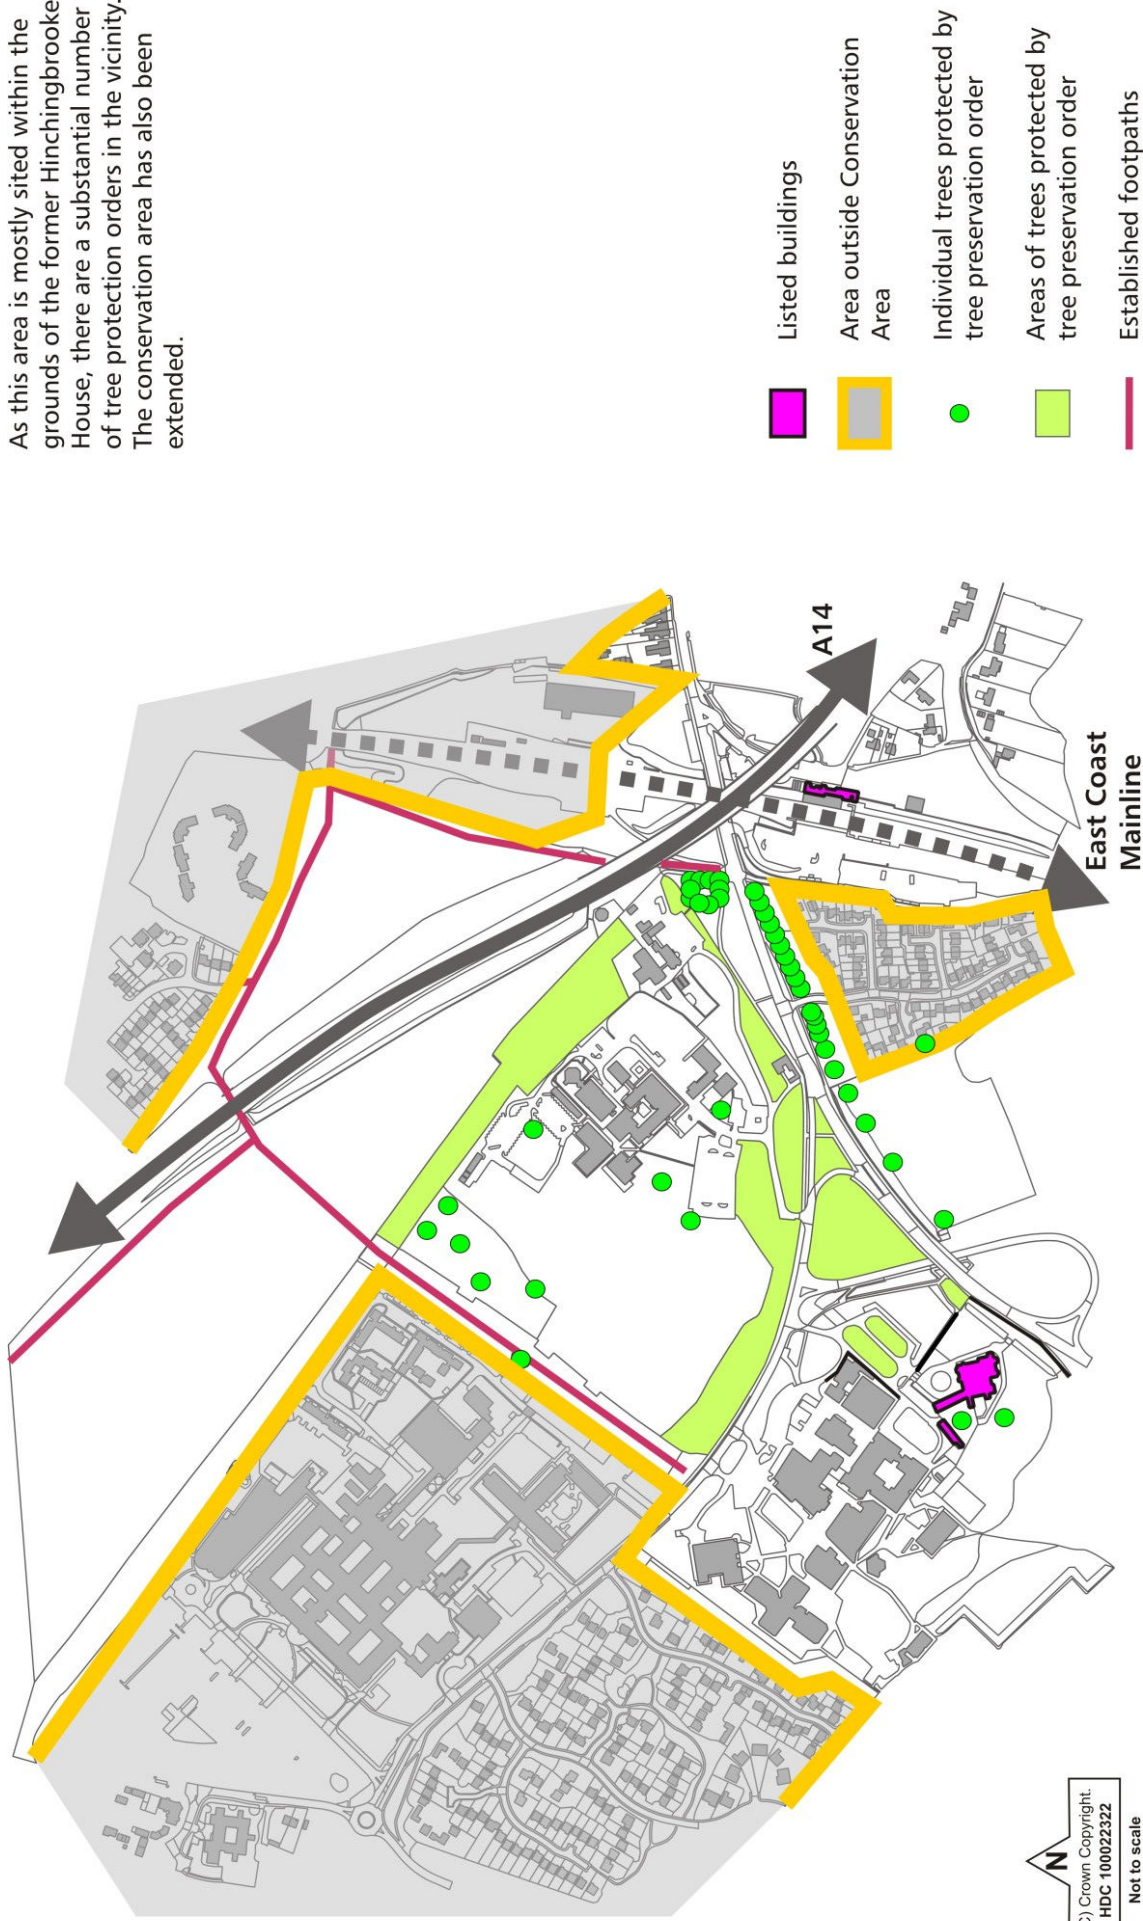 As this area is mostly sited within the
grounds of the former Hinchingbrooke
House, there are a substantial number
of tree protection orders in the vicinity.
The conservation area has also been
extended.
Listed buildings
Area outside Conservation
Area
Individual trees protected by
tree preservation order
Areas of trees protected by
tree preservation order
Established footpaths
A14
East Coast
Mainline
N
C) Crown Copyright.
HDC 100022322
Not to scale